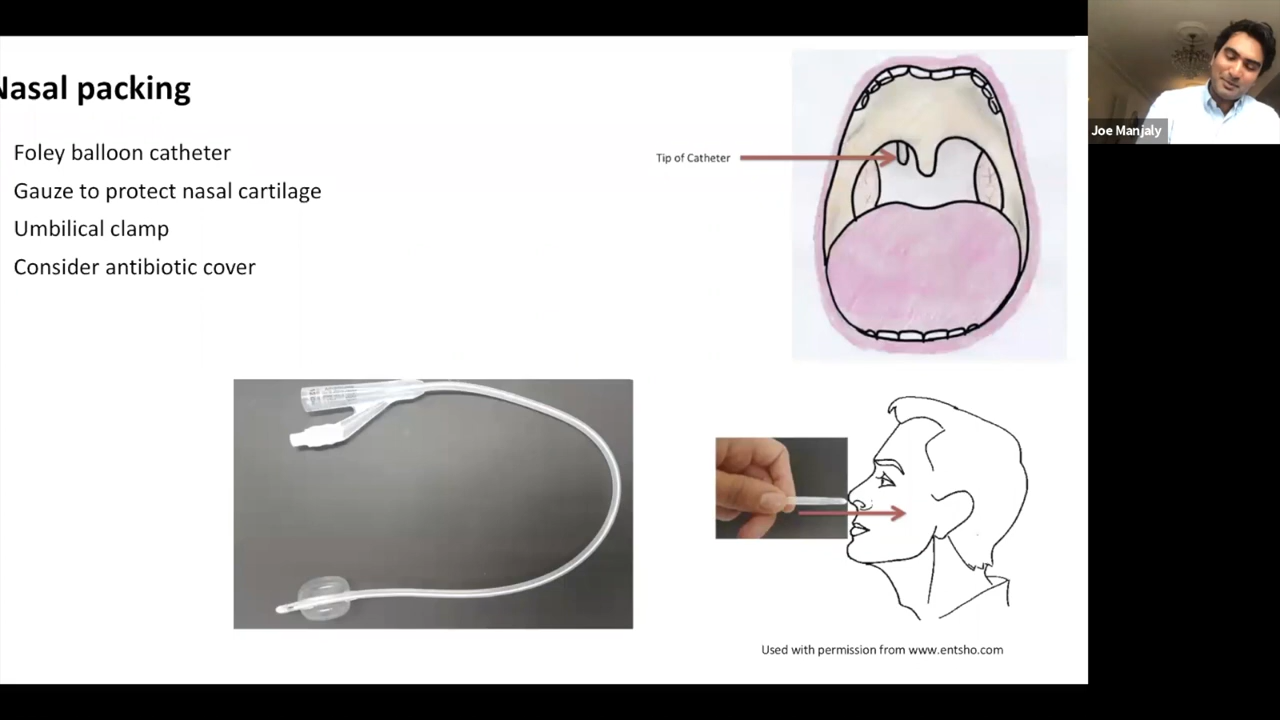 Nasal packing
Foley balloon catheter
Gauze to protect nasal cartilage
Umbilical clamp
Consider antibiotic cover
Tip of Catheter
Joe Manjaly
Used with permission from www.entsho.com